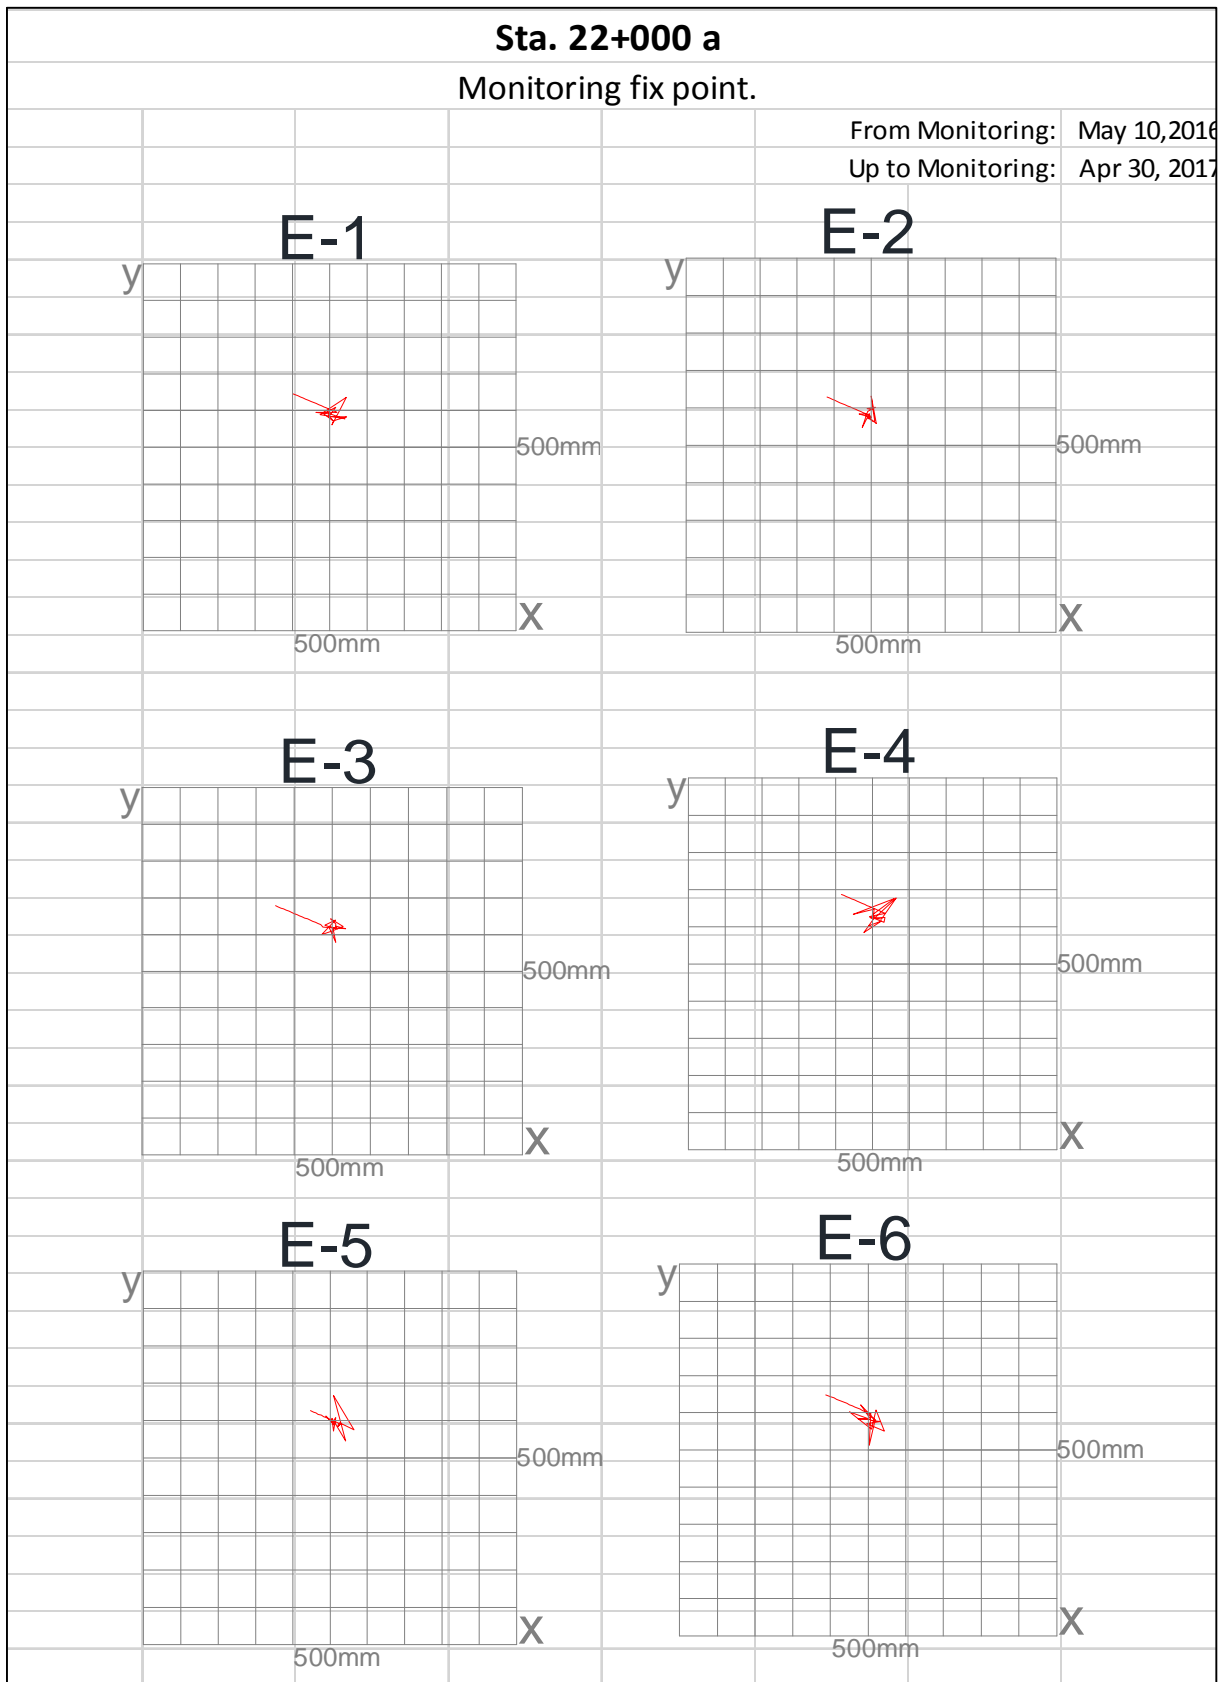 Sta. 22+000 a
Monitoring fix point.
From Monitoring: May 10,2016
Up to Monitoring: Apr 30, 2017
E-1 E-2
y y
500mm 500mm
X X
500mm 500mm
E-3 E-4
y y
500mm 500mm
X X
500mm 500mm
E-5 E-6
y y
500mm 500mm
X X
500mm 500mm